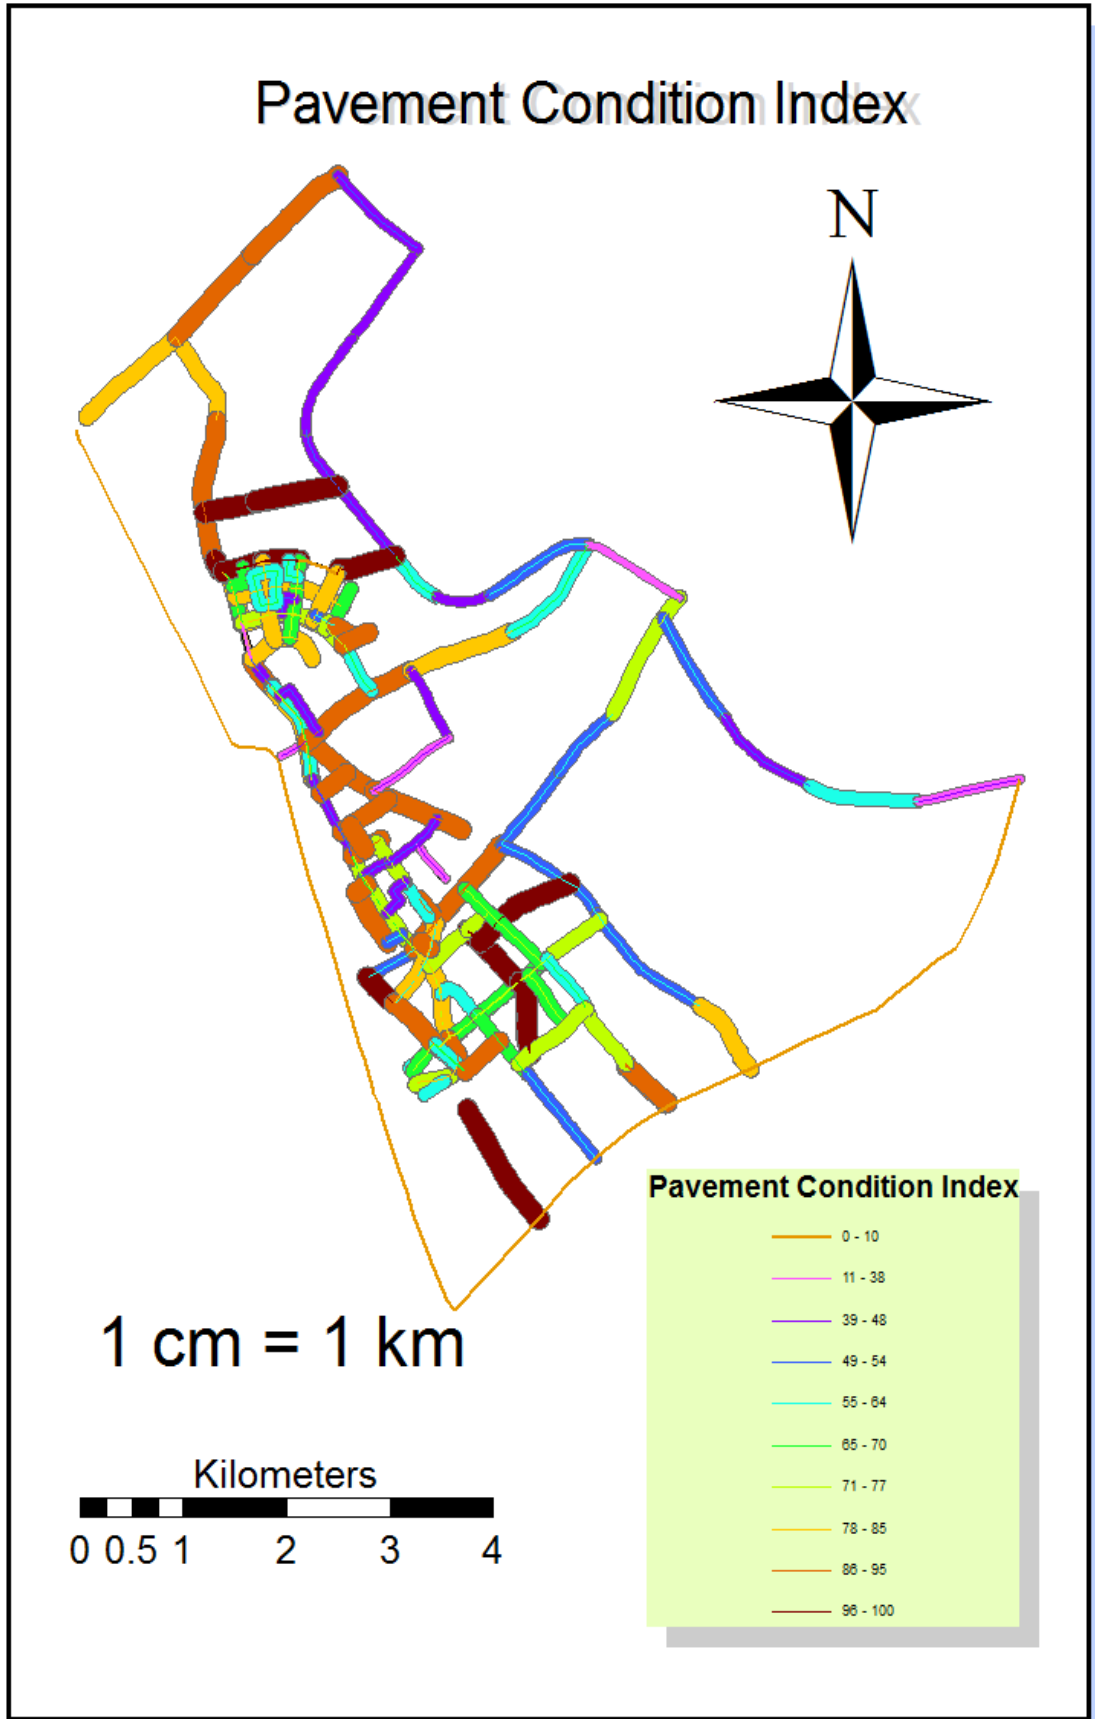 Pavement Condition Index
N
Pavement Condition Index
0 - 10
11 - 38
39 - 48
49 - 54
55 - 64
65 - 70
71 - 77
78 - 85
86 - 95
96 - 100
1 cm = 1 km
Kilometers
0 0.5 1 2 3 4